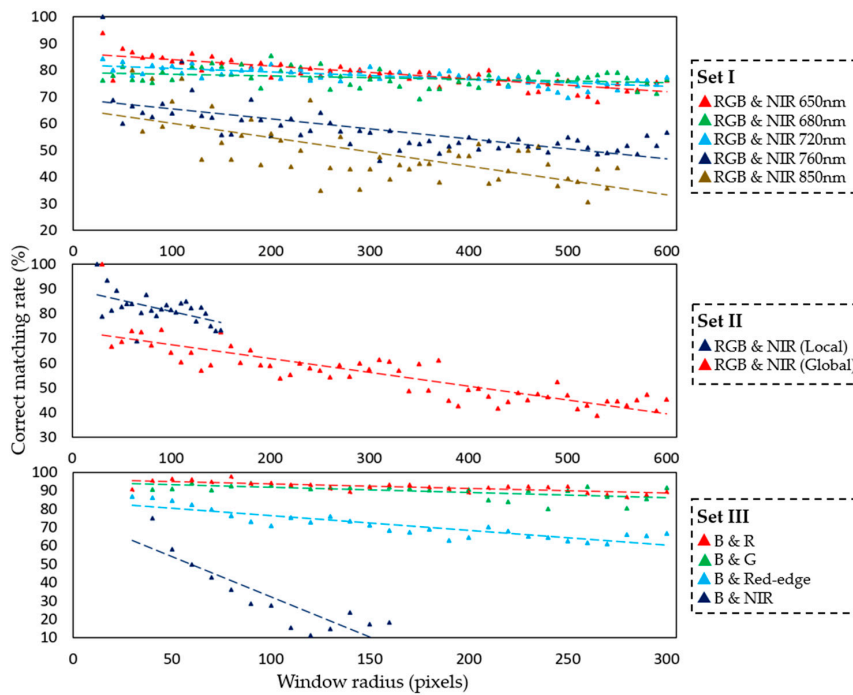 100
90
80
70
60
50
40
30
20
0 100 200 300 400 500 600
Set I
RGB & NIR 650nm
RGB & NIR 680nm
RGB & NIR 720nm
RGB & NIR 760nm
RGB & NIR 850nm
Correct matching rate (%)
100
90
80
70
60
50
40
30
0 100 200 300 400 500 600
Set II
RGB & NIR (Local)
RGB & NIR (Global)
100
90
80
70
60
50
40
30
20
10
0 50 100 150 200 250 300
Window radius (pixels)
Set III
B & R
B & G
B & Red-edge
B & NIR